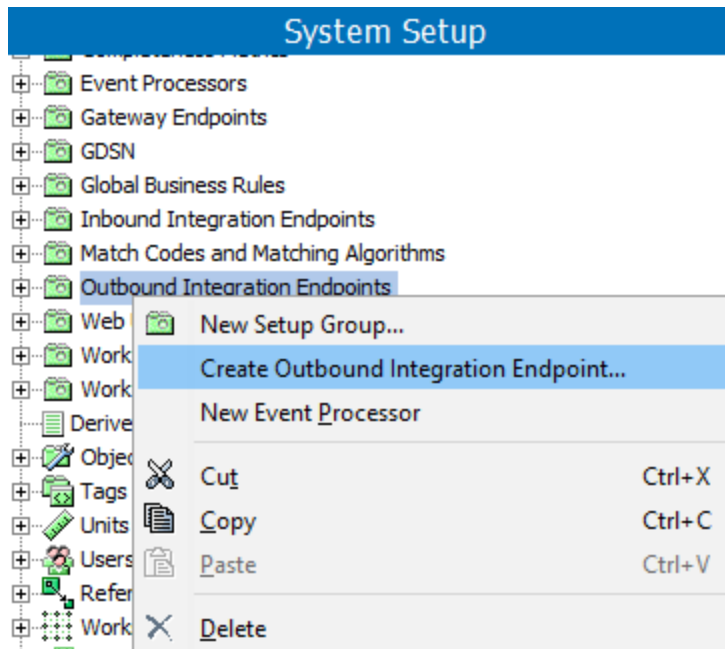 System Setup
Event Processors
Gateway Endpoints
GDSN
Global Business Rules
Inbound Integration Endpoints
Match Codes and Matching Algorithms
Outbound Integration Endpoints
Web
New Setup Group...
Work
Create Outbound Integration Endpoint...
Work
New Event Processor
Derive
Objec
Cut Ctrl+X
Tags
Units
Copy Ctrl+C
Users
Paste Ctrl+V
Refer
Work
Delete